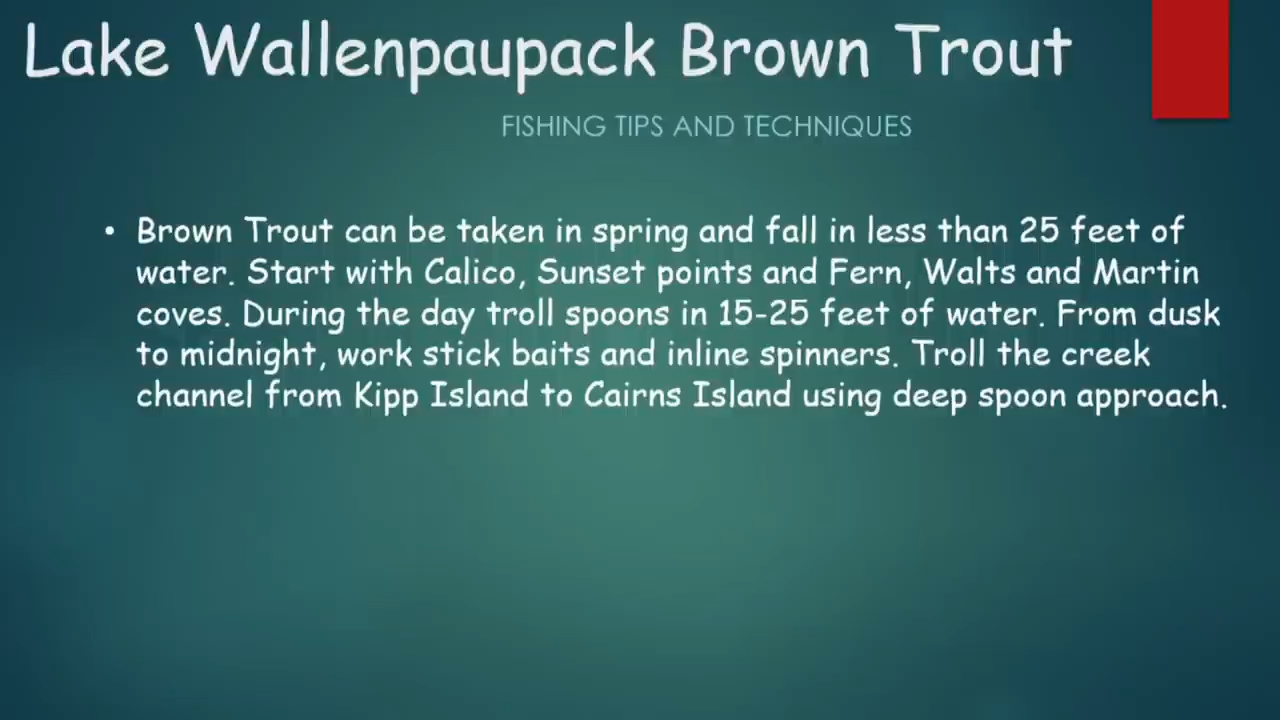 Lake Wallenpaupack Brown Trout
FISHING TIPS AND TECHNIQUES
• Brown Trout can be taken in spring and fall in less than 25 feet of
water. Start with Calico, Sunset points and Fern, Walts and Martin
coves. During the day troll spoons in 15-25 feet of water. From dusk
to midnight, work stick baits and inline spinners. Troll the creek
channel from Kipp Island to Cairns Island using deep spoon approach.